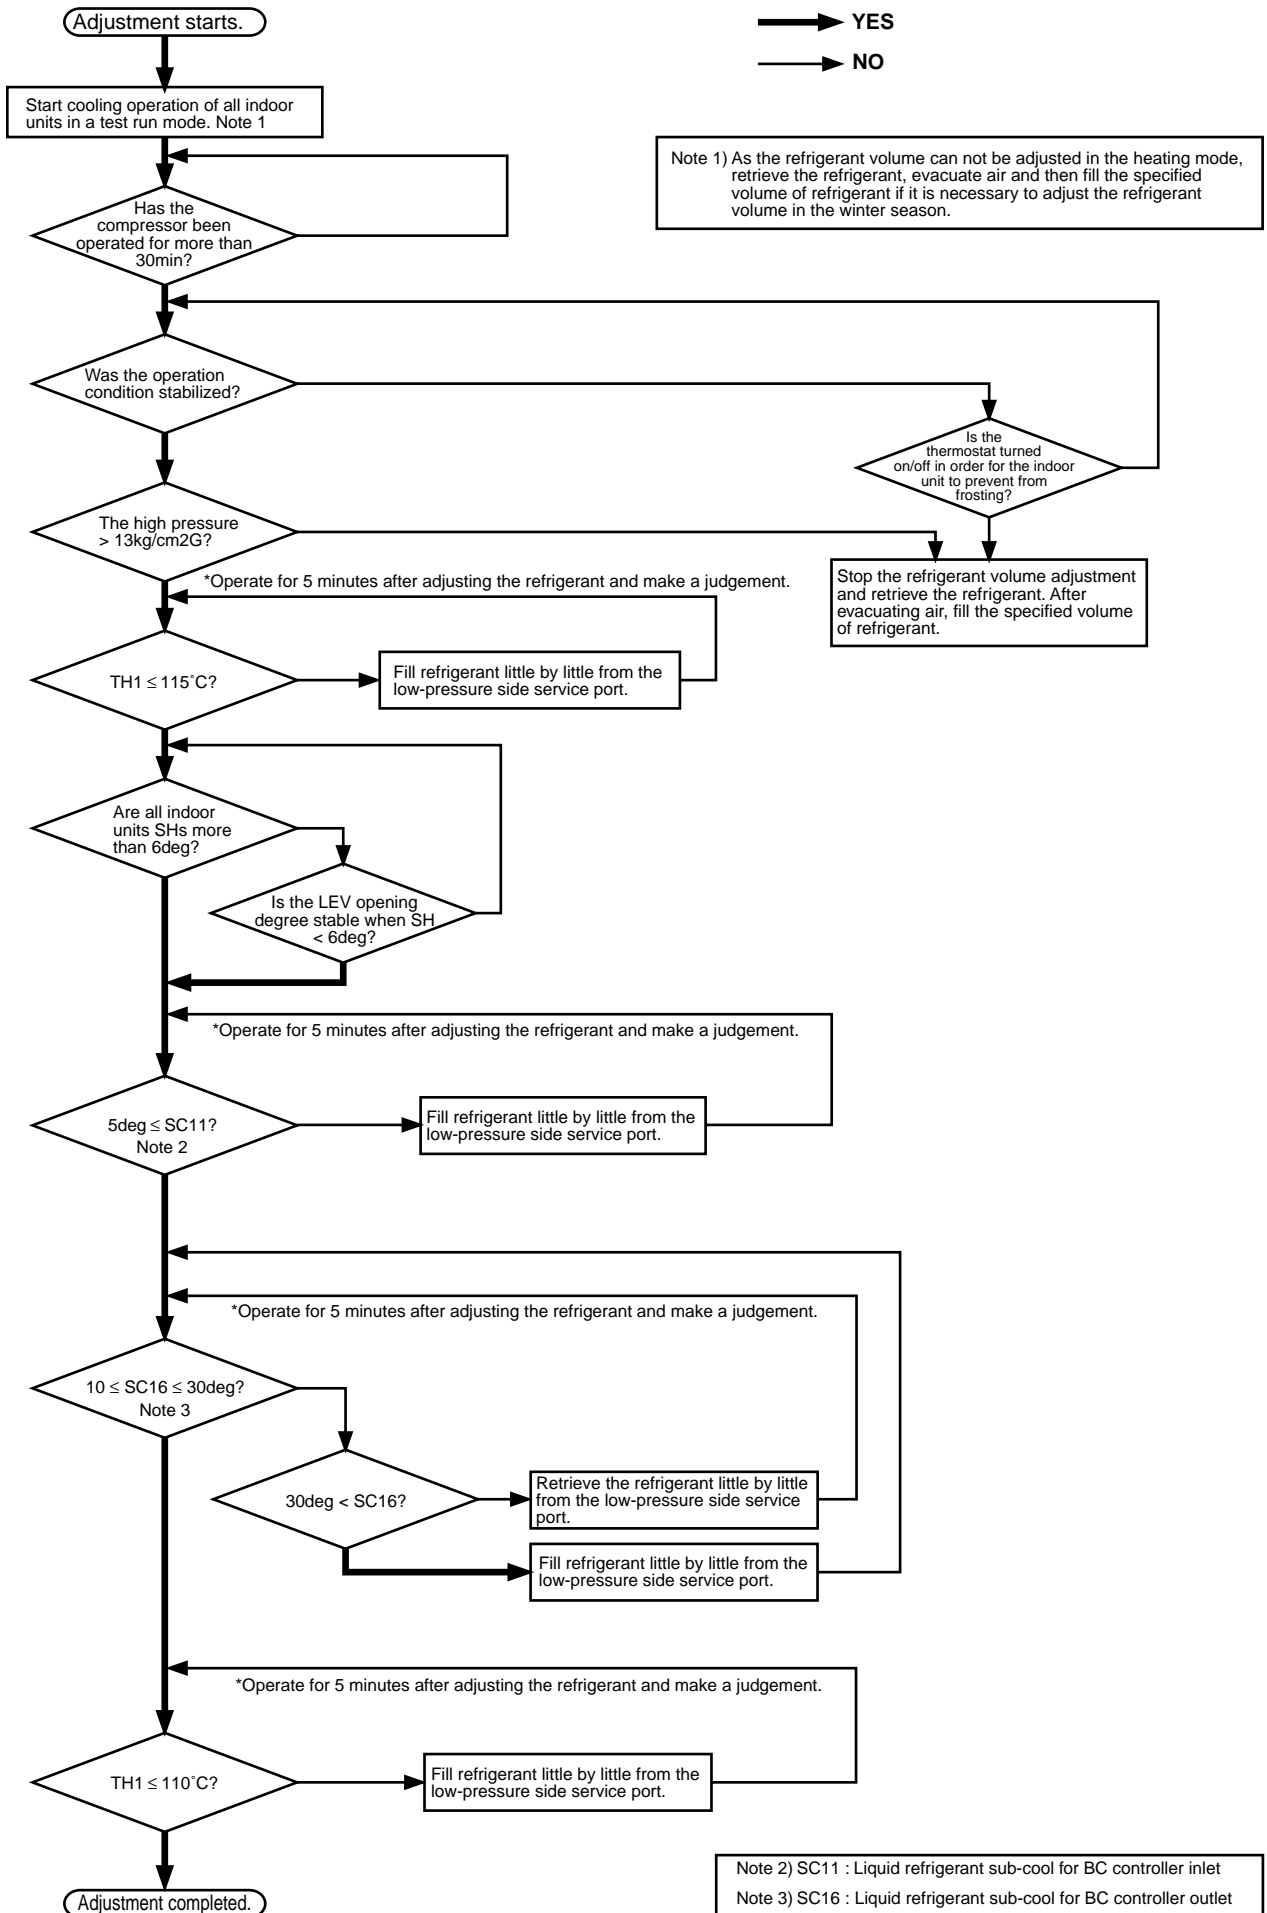 Adjustment starts.
YES
NO
Start cooling operation of all indoor
units in a test run mode. Note 1
Note 1) As the refrigerant volume can not be adjusted in the heating mode,
retrieve the refrigerant, evacuate air and then fill the specified
volume of refrigerant if it is necessary to adjust the refrigerant
volume in the winter season.
Has the
compressor been
operated for more than
30min?
Was the operation
condition stabilized?
Is the
thermostat turned
on/off in order for the indoor
unit to prevent from
frosting?
The high pressure
> 13kg/cm2G?
Stop the refrigerant volume adjustment
and retrieve the refrigerant. After
evacuating air, fill the specified volume
of refrigerant.
*Operate for 5 minutes after adjusting the refrigerant and make a judgement.
TH1 ≤ 115˚C?
Fill refrigerant little by little from the
low-pressure side service port.
Are all indoor
units SHs more
than 6deg?
Is the LEV opening
degree stable when SH
< 6deg?
*Operate for 5 minutes after adjusting the refrigerant and make a judgement.
5deg ≤ SC11?
Note 2
Fill refrigerant little by little from the
low-pressure side service port.
*Operate for 5 minutes after adjusting the refrigerant and make a judgement.
10 ≤ SC16 ≤ 30deg?
Note 3
30deg < SC16?
Retrieve the refrigerant little by little
from the low-pressure side service
port.
Fill refrigerant little by little from the
low-pressure side service port.
*Operate for 5 minutes after adjusting the refrigerant and make a judgement.
TH1 ≤ 110˚C?
Fill refrigerant little by little from the
low-pressure side service port.
Adjustment completed.
Note 2) SC11 : Liquid refrigerant sub-cool for BC controller inlet
Note 3) SC16 : Liquid refrigerant sub-cool for BC controller outlet